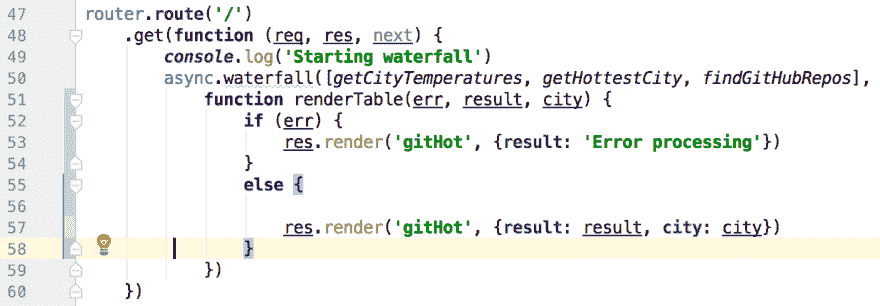 47 router.route('/')
48     .get(function (req, res, next) {
49         console.log('Starting waterfall')
50         async.waterfall([getCityTemperatures, getHottestCity, findGitHubRepos],
51             function renderTable(err, result, city) {
52                 if (err) {
53                     res.render('gitHot', {result: 'Error processing'})
54                 }
55                 else {
56
57                     res.render('gitHot', {result: result, city: city})
58                 }
59             })
60     })